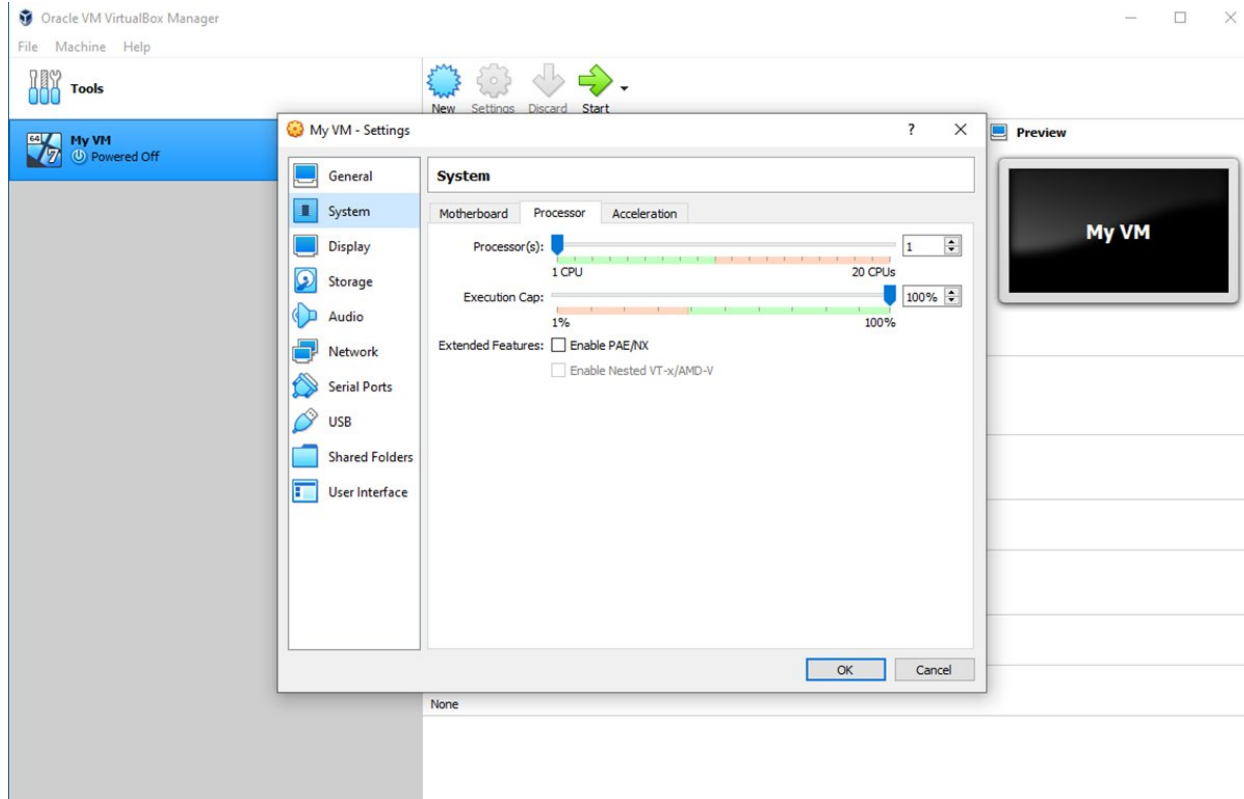 Oracle VM VirtualBox Manager
File Machine Help
Tools
New Settings Discard Start
64
7
My VM
Powered Off
My VM - Settings
?
Preview
My VM
General
System
Display
Storage
Audio
Network
Serial Ports
USB
Shared Folders
User Interface
System
Motherboard Processor Acceleration
Processor(s): 1
1 CPU 20 CPUs
Execution Cap: 100%
1% 100%
Extended Features: Enable PAE/NX
Enable Nested VT-x/AMD-V
OK Cancel
None